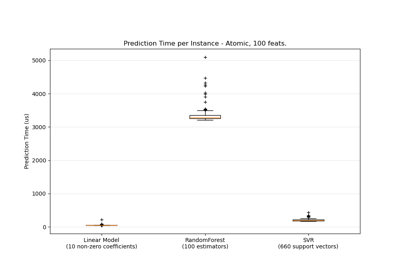 Prediction Time per Instance - Atomic, 100 feats.
5000
4000
3000
2000
1000
0
Prediction Time (us)
Linear Model
(10 non-zero coefficients)
RandomForest
(100 estimators)
SVR
(660 support vectors)